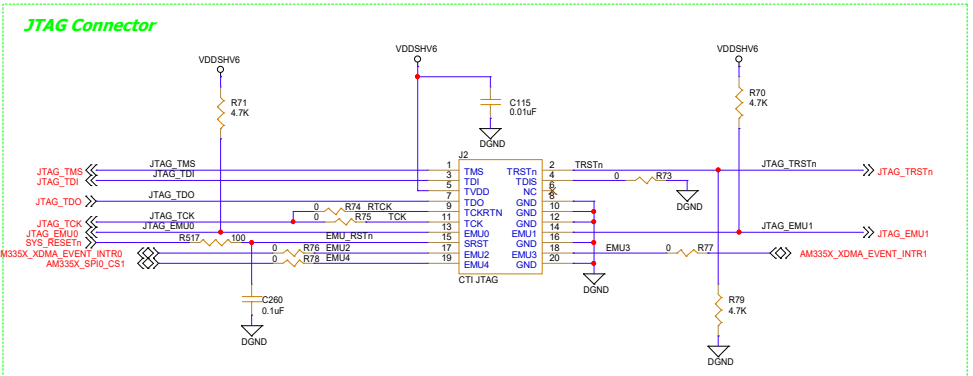 JTAG Connector
VDDSHV6
VDDSHV6
VDDSHV6
R71
4.7K
C115
0.01uF
DGND
R70
4.7K
J2
JTAG_TMS
JTAG_TMS
1
TMS
TRSTn
2
TRSTn
JTAG_TRSTn
JTAG_TRSTn
JTAG_TDI
JTAG_TDI
3
TDI
TDIS
4
0
R73
DGND
5
TVDD
NC
6
JTAG_TDO
JTAG_TDO
7
TDO
GND
8
0
R74
RTCK
9
TCKRTN
GND
10
JTAG_TCK
JTAG_TCK
0
R75
TCK
11
TCK
GND
12
JTAG_EMU0
JTAG_EMU0
13
EMU0
EMU1
14
JTAG_EMU1
JTAG_EMU1
SYS_RESETn
R517
100
EMU_RSTn
15
SRST
GND
16
M335X_XDMA_EVENT_INTR0
0
R76
EMU2
17
EMU2
EMU3
18
EMU3
0
R77
AM335X_XDMA_EVENT_INTR1
AM335X_SPI0_CS1
0
R78
EMU4
19
EMU4
GND
20
CTI JTAG
DGND
C260
0.1uF
DGND
R79
4.7K
DGND